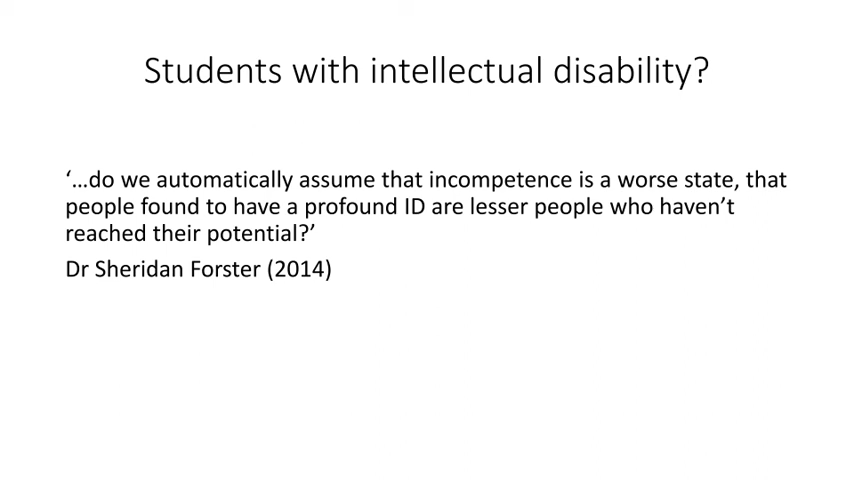 Students with intellectual disability?
‘…do we automatically assume that incompetence is a worse state, that
people found to have a profound ID are lesser people who haven’t
reached their potential?’
Dr Sheridan Forster (2014)